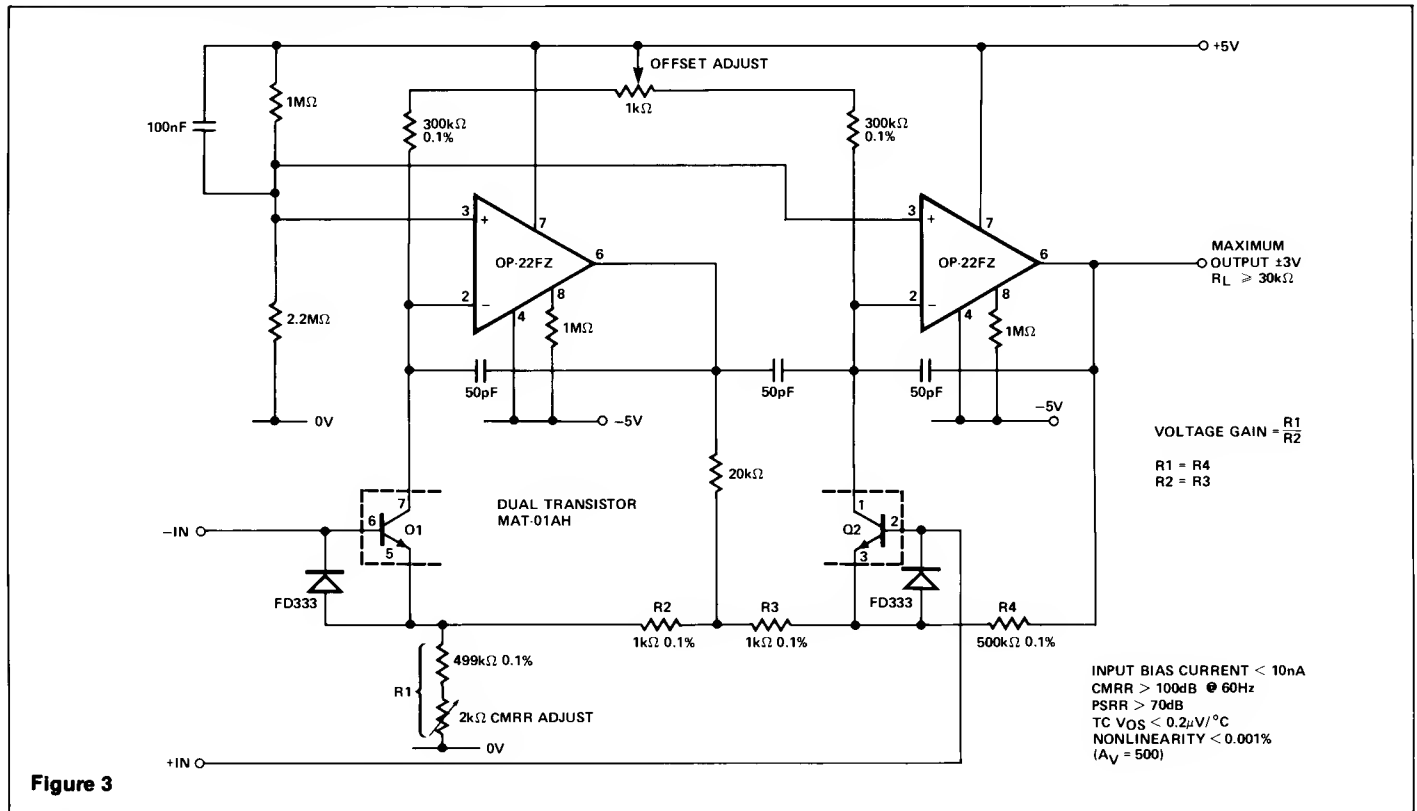 +5V
OFFSET ADJUST
1MΩ
1kΩ
100nF
300kΩ
0.1%
300kΩ
0.1%
3
+
7
OP-22FZ
6
2
−
8
4
1MΩ
3
+
7
OP-22FZ
6
2
−
8
4
1MΩ
MAXIMUM
OUTPUT ±3V
RL ⩾ 30kΩ
2.2MΩ
50pF
50pF
50pF
0V
−5V
−5V
VOLTAGE GAIN = R1
R2
R1 = R4
R2 = R3
20kΩ
DUAL TRANSISTOR
MAT-01AH
7
6
Q1
5
1
Q2
2
3
−IN
FD333
FD333
R2
1kΩ 0.1%
R3
1kΩ 0.1%
R4
500kΩ 0.1%
R1
499kΩ 0.1%
2kΩ CMRR ADJUST
0V
+IN
INPUT BIAS CURRENT < 10nA
CMRR > 100dB @ 60Hz
PSRR > 70dB
TC VOS < 0.2μV/°C
NONLINEARITY < 0.001%
(AV = 500)
Figure 3